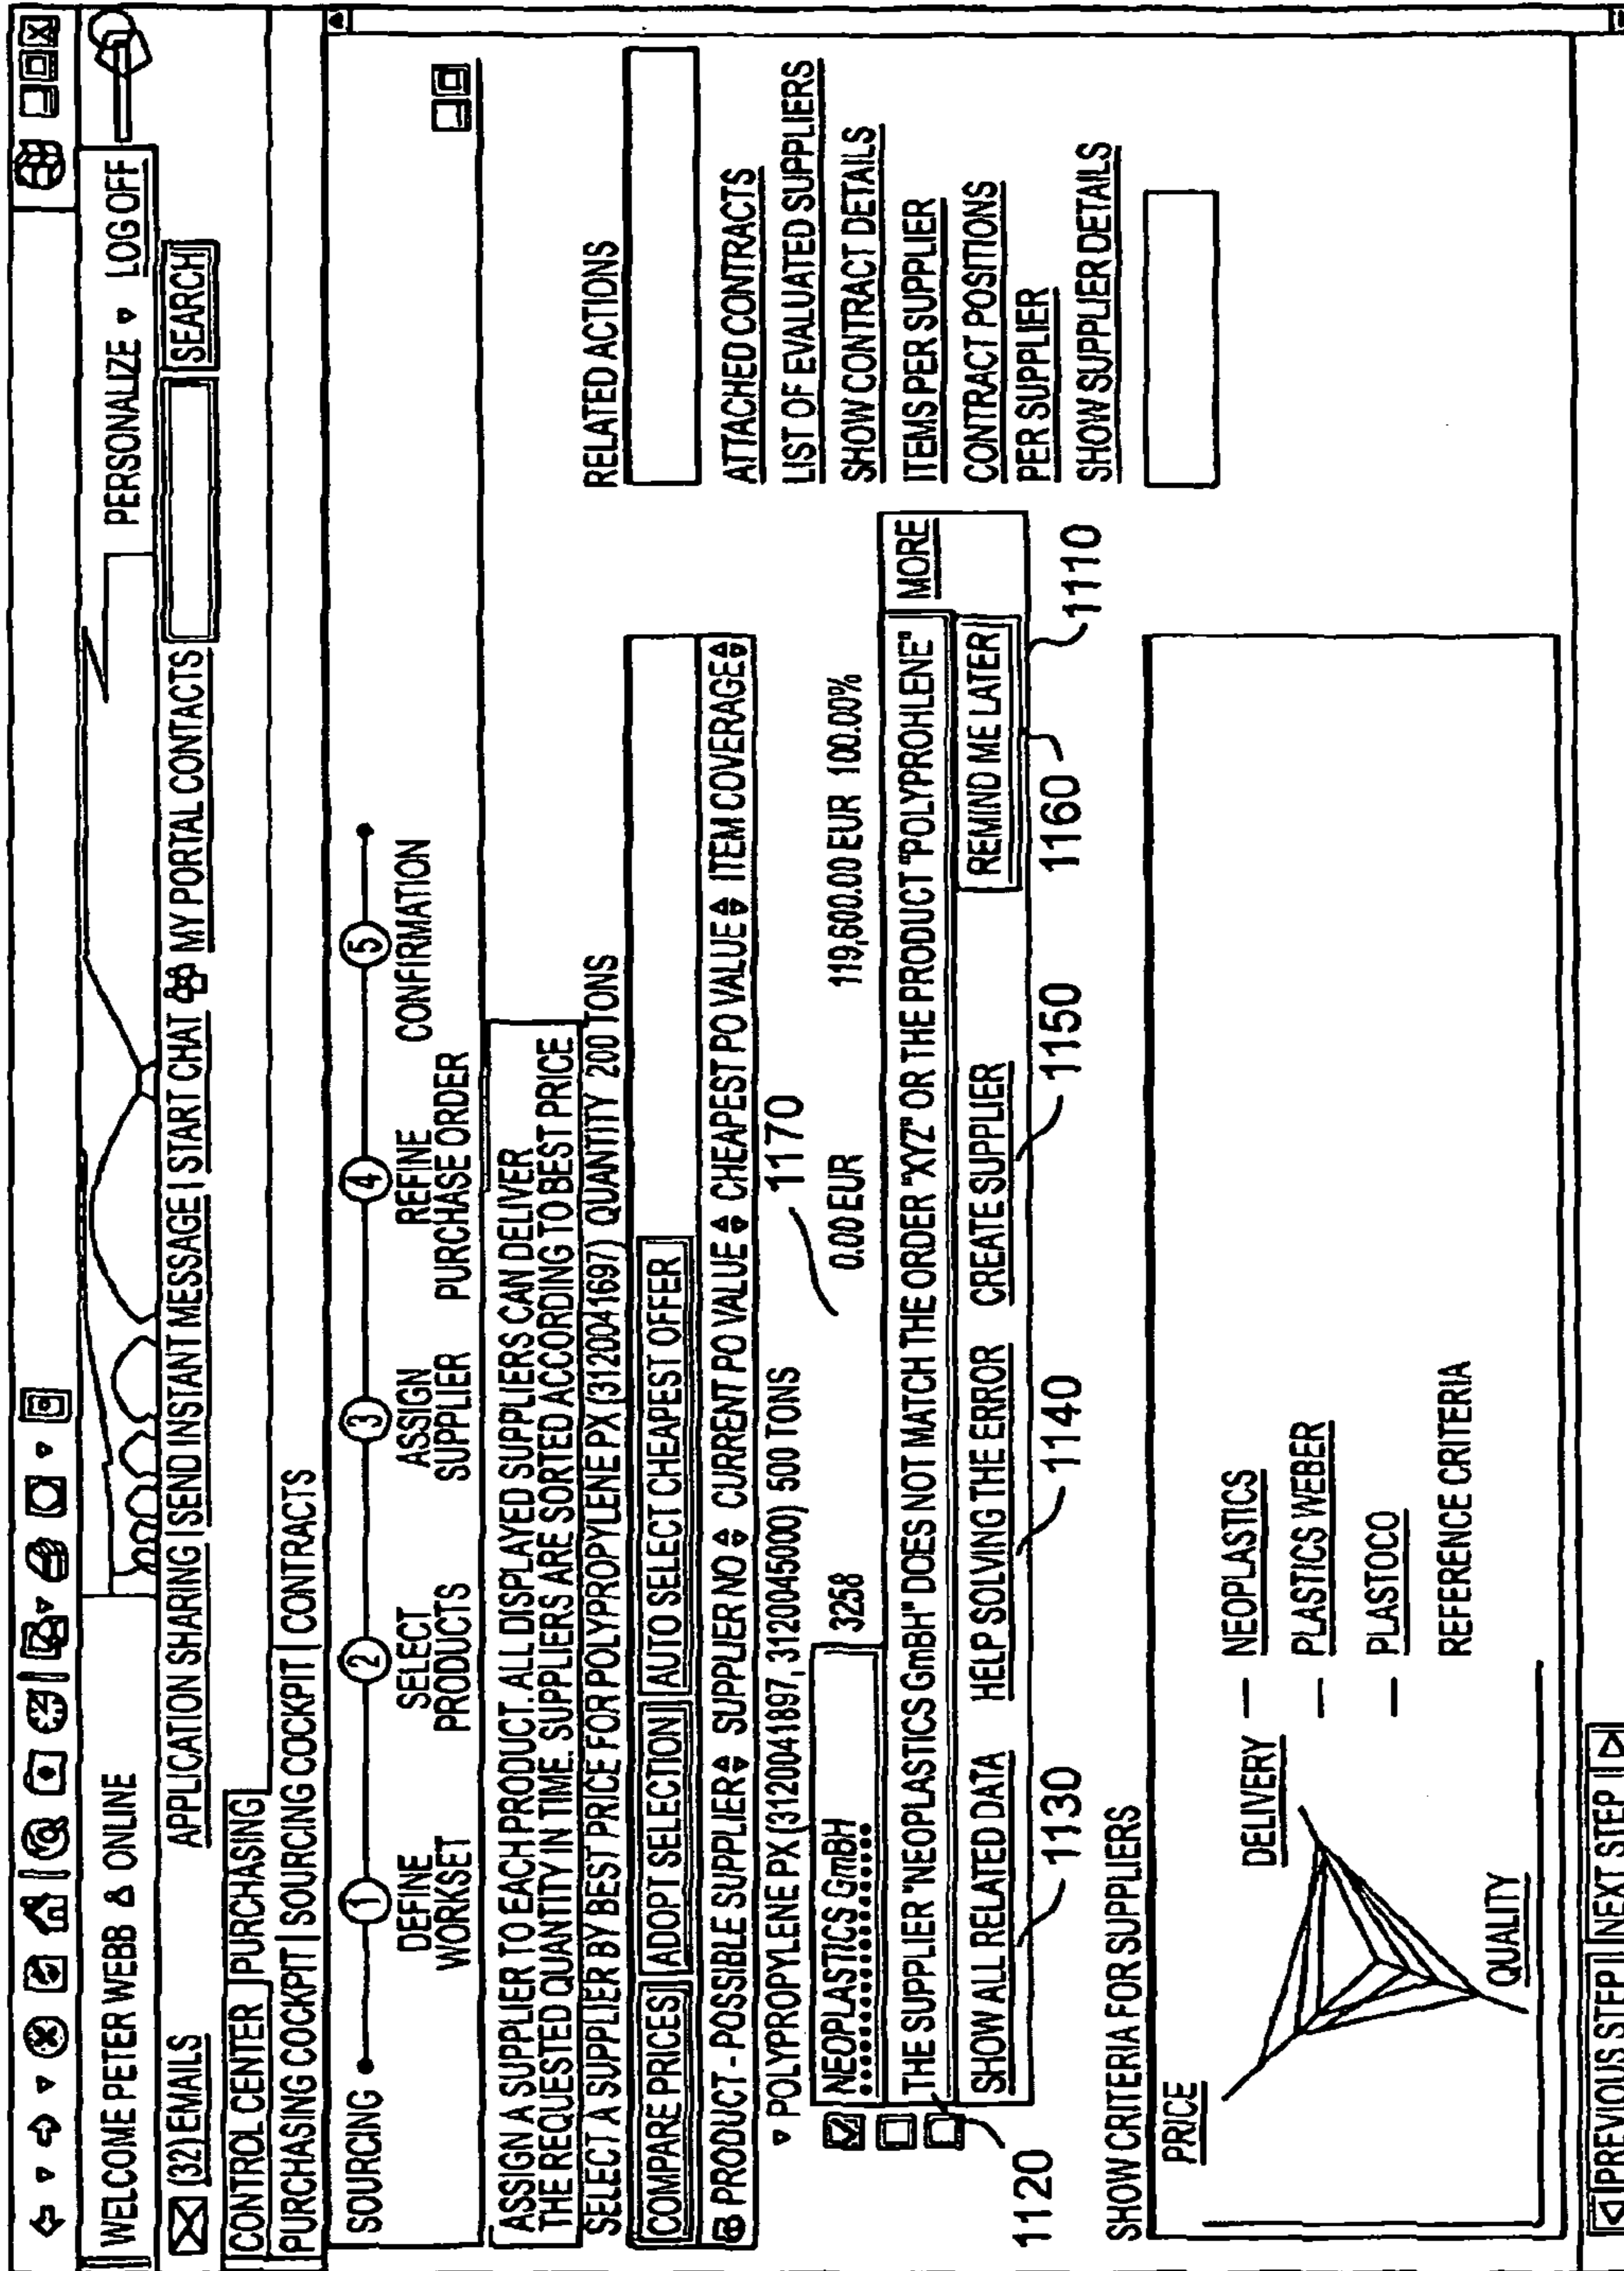 WELCOME PETER WEBB & ONLINE
PERSONALIZE LOG OFF
(32) EMAILS APPLICATION SHARING | SEND INSTANT MESSAGE | START CHAT MY PORTAL CONTACTS SEARCH
CONTROL CENTER PURCHASING
PURCHASING COCKPIT | SOURCING COCKPIT | CONTRACTS
SOURCING 1 2 3 4 5
DEFINE WORKSET
SELECT PRODUCTS
ASSIGN SUPPLIER
REFINE PURCHASE ORDER
CONFIRMATION
ASSIGN A SUPPLIER TO EACH PRODUCT. ALL DISPLAYED SUPPLIERS CAN DELIVER
THE REQUESTED QUANTITY IN TIME. SUPPLIERS ARE SORTED ACCORDING TO BEST PRICE
SELECT A SUPPLIER BY BEST PRICE FOR POLYPROPYLENE PX (3120041697) QUANTITY 200 TONS
COMPARE PRICES ADOPT SELECTION AUTO SELECT CHEAPEST OFFER
PRODUCT - POSSIBLE SUPPLIER SUPPLIER NO CURRENT PO VALUE CHEAPEST PO VALUE ITEM COVERAGE
POLYPROPYLENE PX (3120041897, 3120045000) 500 TONS
1170
NEOPLASTICS GmBH 3258 0.00 EUR 119,600.00 EUR 100.00%
THE SUPPLIER "NEOPLASTICS GmBH" DOES NOT MATCH THE ORDER "XYZ" OR THE PRODUCT "POLYPROHLENE" MORE
SHOW ALL RELATED DATA HELP SOLVING THE ERROR CREATE SUPPLIER REMIND ME LATER
1120 1130 1140 1150 1160 1110
RELATED ACTIONS
ATTACHED CONTRACTS
LIST OF EVALUATED SUPPLIERS
SHOW CONTRACT DETAILS
ITEMS PER SUPPLIER
CONTRACT POSITIONS
PER SUPPLIER
SHOW SUPPLIER DETAILS
SHOW CRITERIA FOR SUPPLIERS
PRICE
DELIVERY
QUALITY
NEOPLASTICS
PLASTICS WEBER
PLASTOCO
REFERENCE CRITERIA
PREVIOUS STEP NEXT STEP